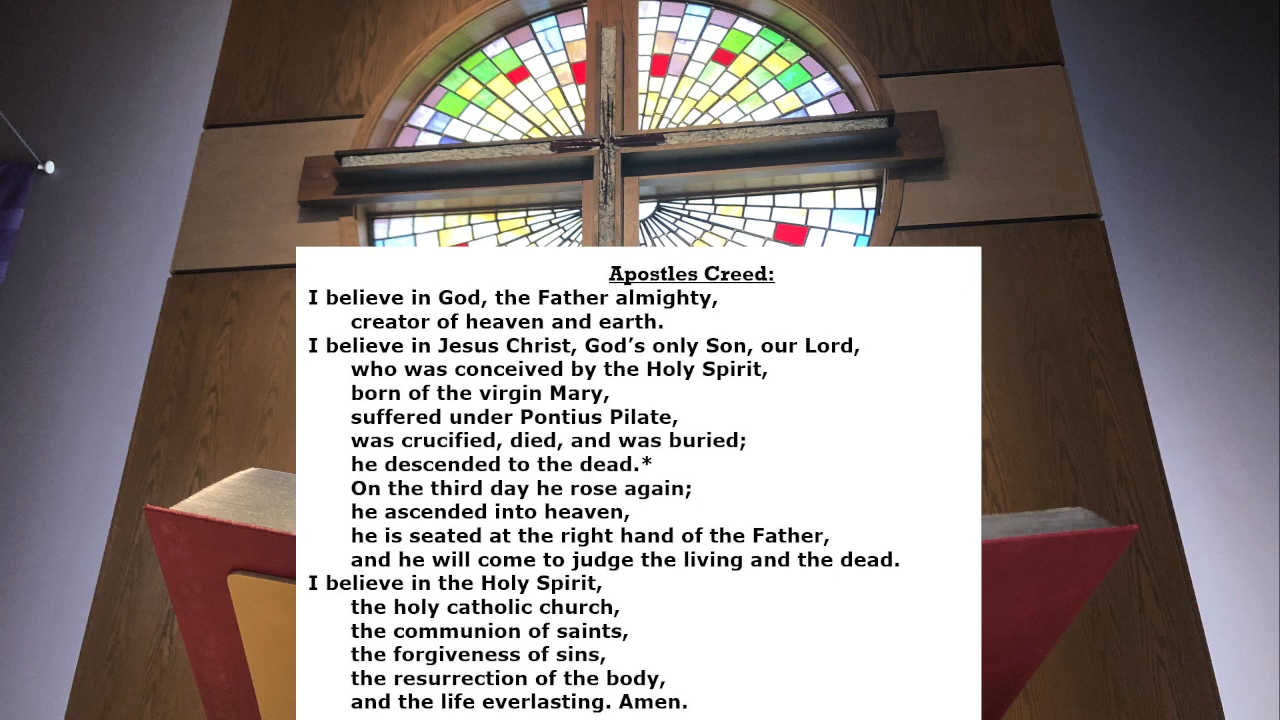 Apostles Creed:
I believe in God, the Father almighty,
creator of heaven and earth.
I believe in Jesus Christ, God’s only Son, our Lord,
who was conceived by the Holy Spirit,
born of the virgin Mary,
suffered under Pontius Pilate,
was crucified, died, and was buried;
he descended to the dead.*
On the third day he rose again;
he ascended into heaven,
he is seated at the right hand of the Father,
and he will come to judge the living and the dead.
I believe in the Holy Spirit,
the holy catholic church,
the communion of saints,
the forgiveness of sins,
the resurrection of the body,
and the life everlasting. Amen.